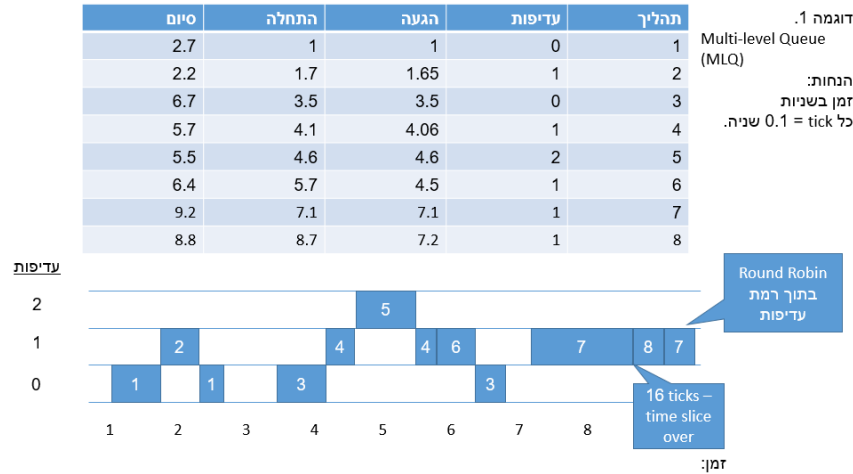 דוגמה 1.
Multi-level Queue
(MLQ)
הנחות:
זמן בשניות
כל tick = 0.1 שניה.
תהליך עדיפות הגעה התחלה סיום
1 0 1 1 2.7
2 1 1.65 1.7 2.2
3 0 3.5 3.5 6.7
4 1 4.06 4.1 5.7
5 2 4.6 4.6 5.5
6 1 4.5 5.7 6.4
7 1 7.1 7.1 9.2
8 1 7.2 8.7 8.8
עדיפות
2
5
1
2 4 4 6 7 8 7
0
1 1 3 3
Round Robin
בתוך רמת
עדיפות
16 ticks –
time slice
over
1 2 3 4 5 6 7 8
זמן: